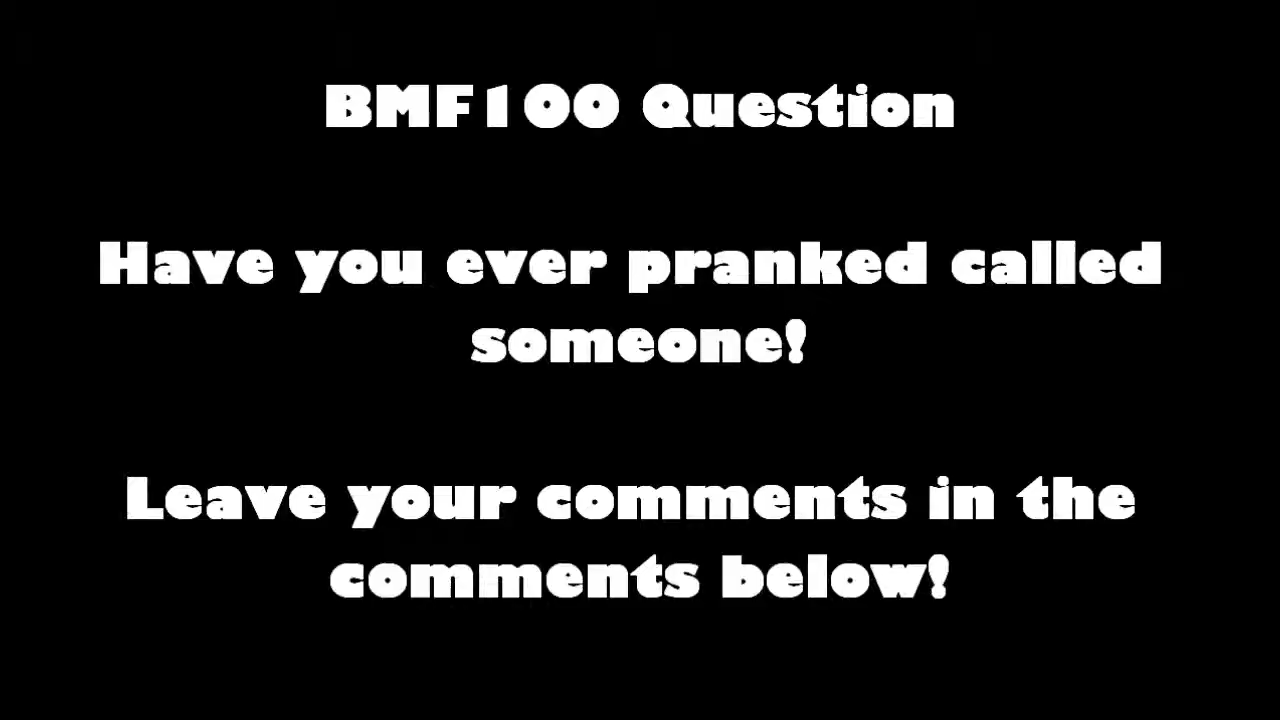 BMF100 Question
Have you ever pranked called
someone!
Leave your comments in the
comments below!